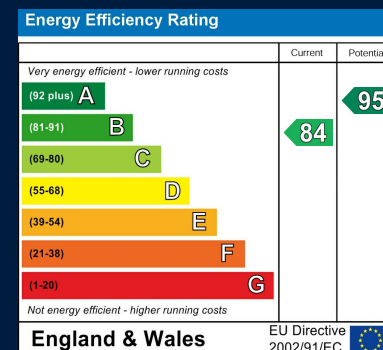 Energy Efficiency Rating
Current Potentia
Very energy efficient - lower running costs
(92 plus) A
95
(81-91) B
84
(69-80) C
(55-68) D
(39-54) E
(21-38) F
(1-20) G
Not energy efficient - higher running costs
England & Wales
EU Directive
2002/91/EC